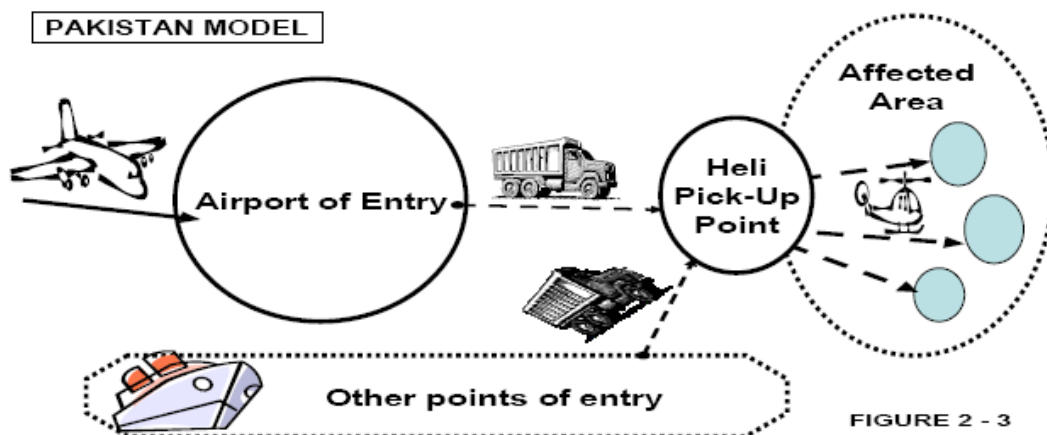 PAKISTAN MODEL
Affected
Area
Airport of Entry
Heli
Pick-Up
Point
Other points of entry
FIGURE 2 - 3